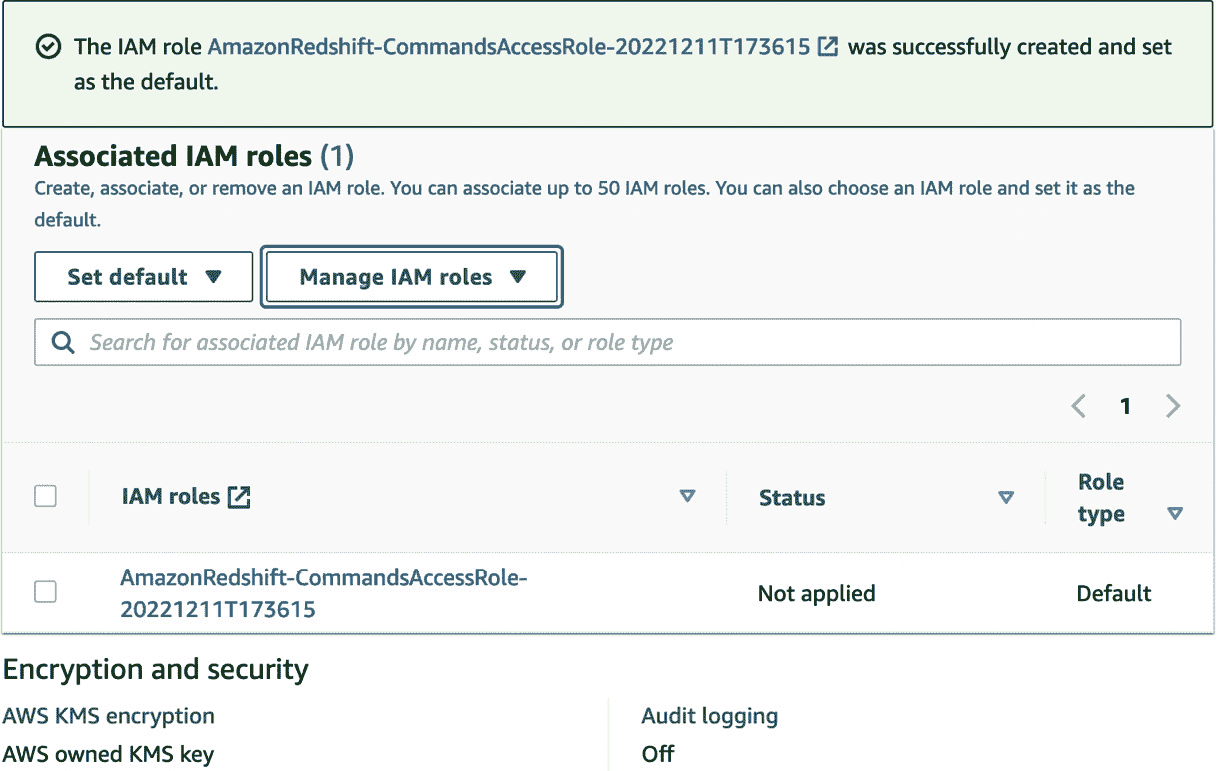 The IAM role AmazonRedshift-CommandsAccessRole-20221211T173615 was successfully created and set
as the default.
Associated IAM roles (1)
Create, associate, or remove an IAM role. You can associate up to 50 IAM roles. You can also choose an IAM role and set it as the
default.
Set default Manage IAM roles
Search for associated IAM role by name, status, or role type
1
IAM roles Status Role
type
AmazonRedshift-CommandsAccessRole-
20221211T173615 Not applied Default
Encryption and security
AWS KMS encryption Audit logging
AWS owned KMS key Off